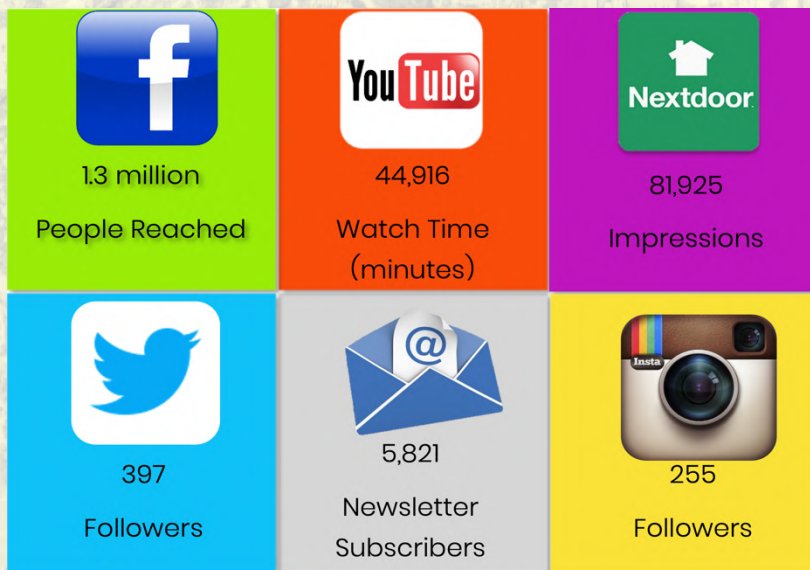 f
You Tube
Nextdoor
1.3 million
People Reached
44,916
Watch Time
(minutes)
81,925
Impressions
Insta
@
397
Followers
5,821
Newsletter
Subscribers
255
Followers